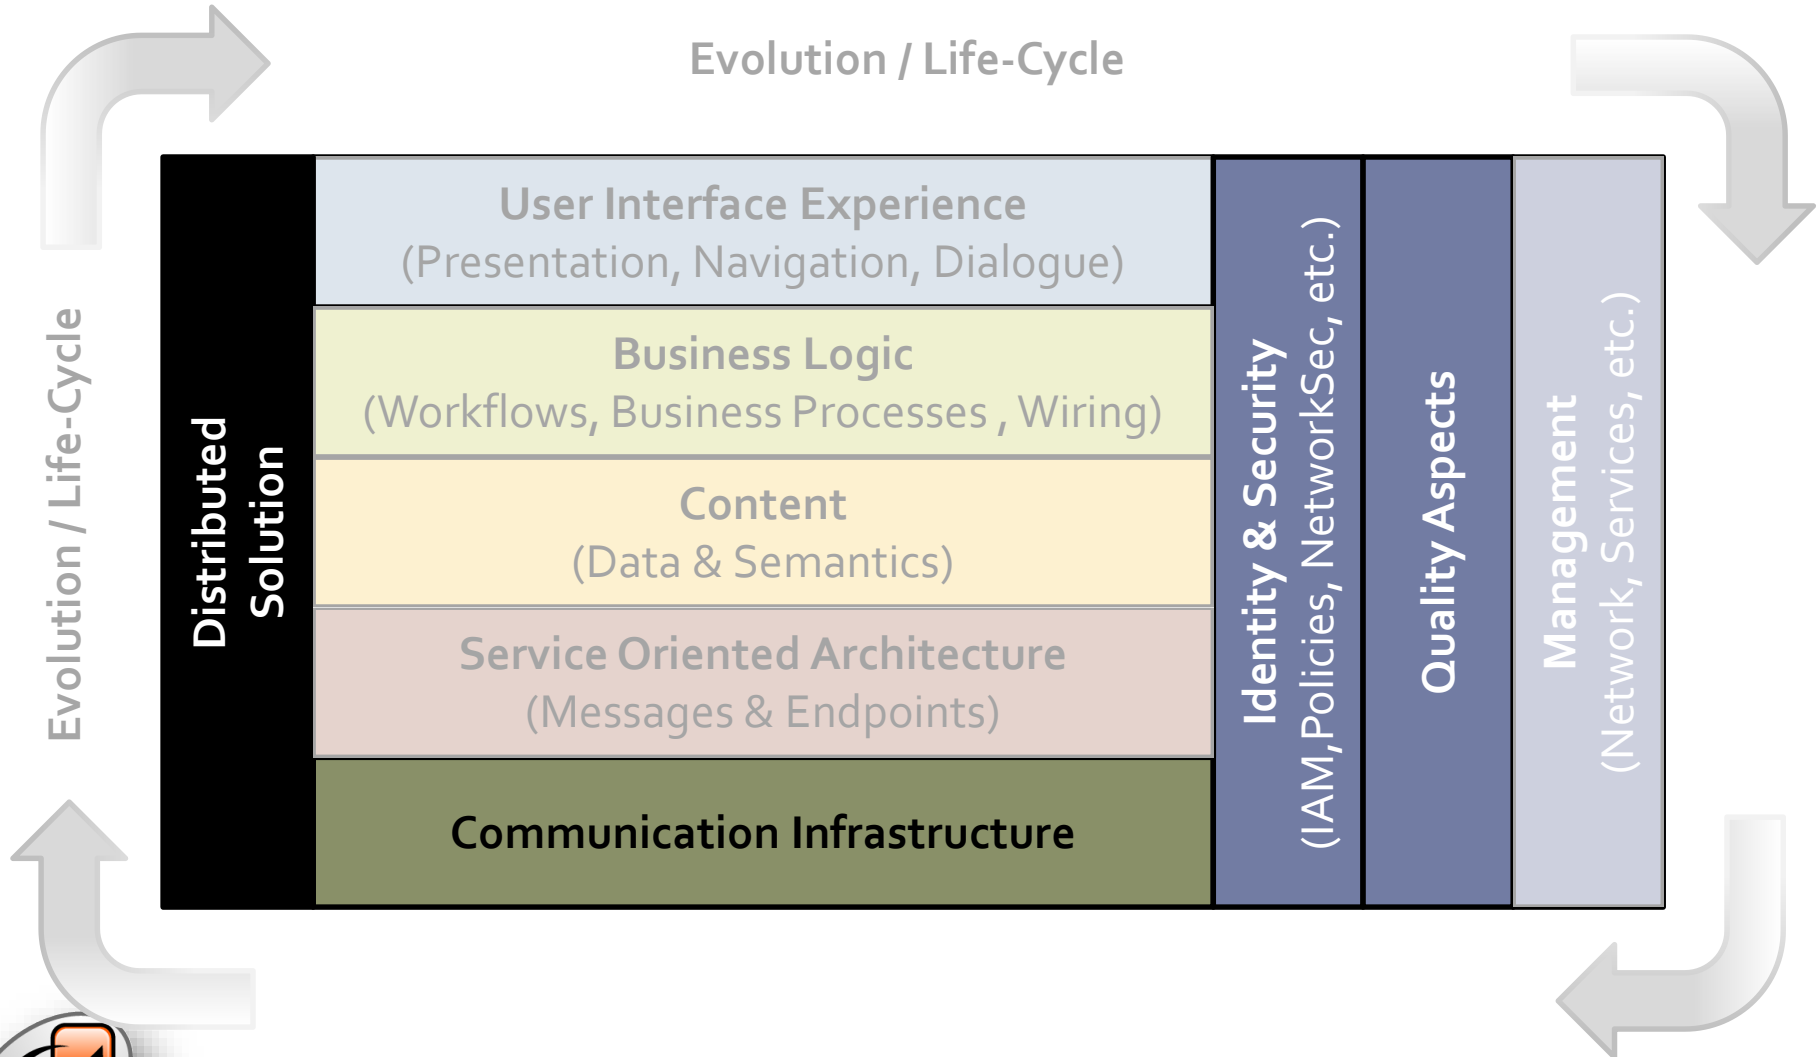 Evolution / Life-Cycle
Evolution / Life-Cycle
Distributed
Solution
User Interface Experience
(Presentation, Navigation, Dialogue)
Business Logic
(Workflows, Business Processes , Wiring)
Content
(Data & Semantics)
Service Oriented Architecture
(Messages & Endpoints)
Communication Infrastructure
Identity & Security
(IAM,Policies, NetworkSec, etc.)
Quality Aspects
Management
(Network, Services, etc.)